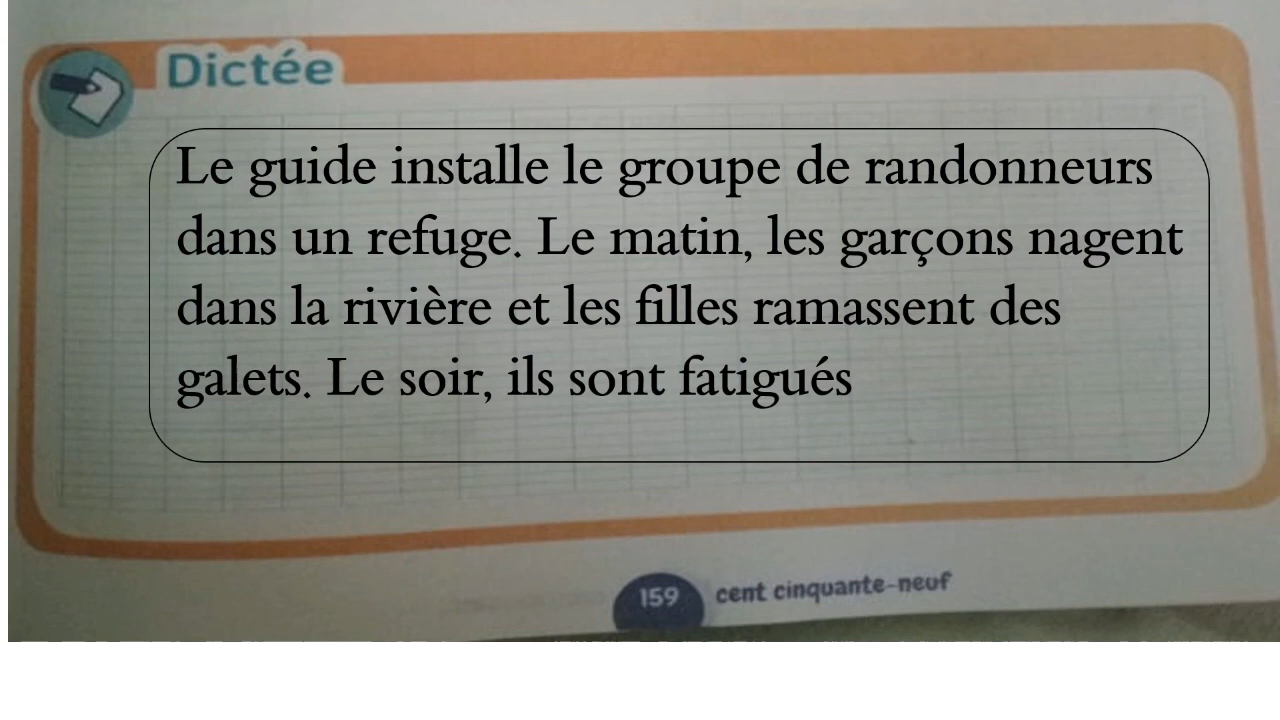 Dictée
Le guide installe le groupe de randonneurs
dans un refuge. Le matin, les garçons nagent
dans la rivière et les filles ramassent des
galets. Le soir, ils sont fatigués
159 cent cinquante-neuf